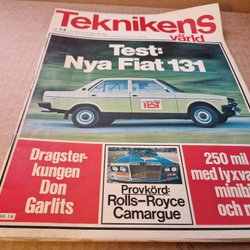 Teknikens
värld
Test:
Nya Fiat 131
Test
Dragster-
kungen
Don
Garlits
Provkörd:
Rolls-Royce
Camargue
250 mil
med lyxva
minib
och m